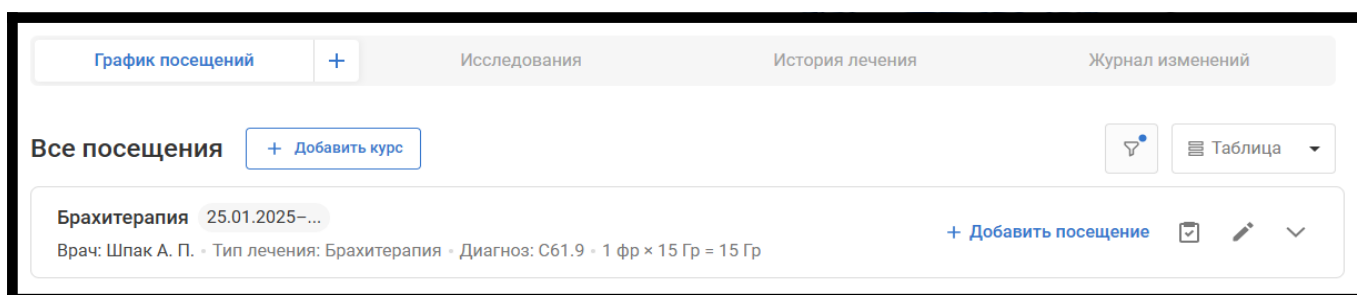 График посещений + Исследования История лечения Журнал изменений
Все посещения + Добавить курс Таблица
Брахитерапия 25.01.2025–...
+ Добавить посещение
Врач: Шпак А. П. • Тип лечения: Брахитерапия • Диагноз: C61.9 • 1 фр × 15 Гр = 15 Гр